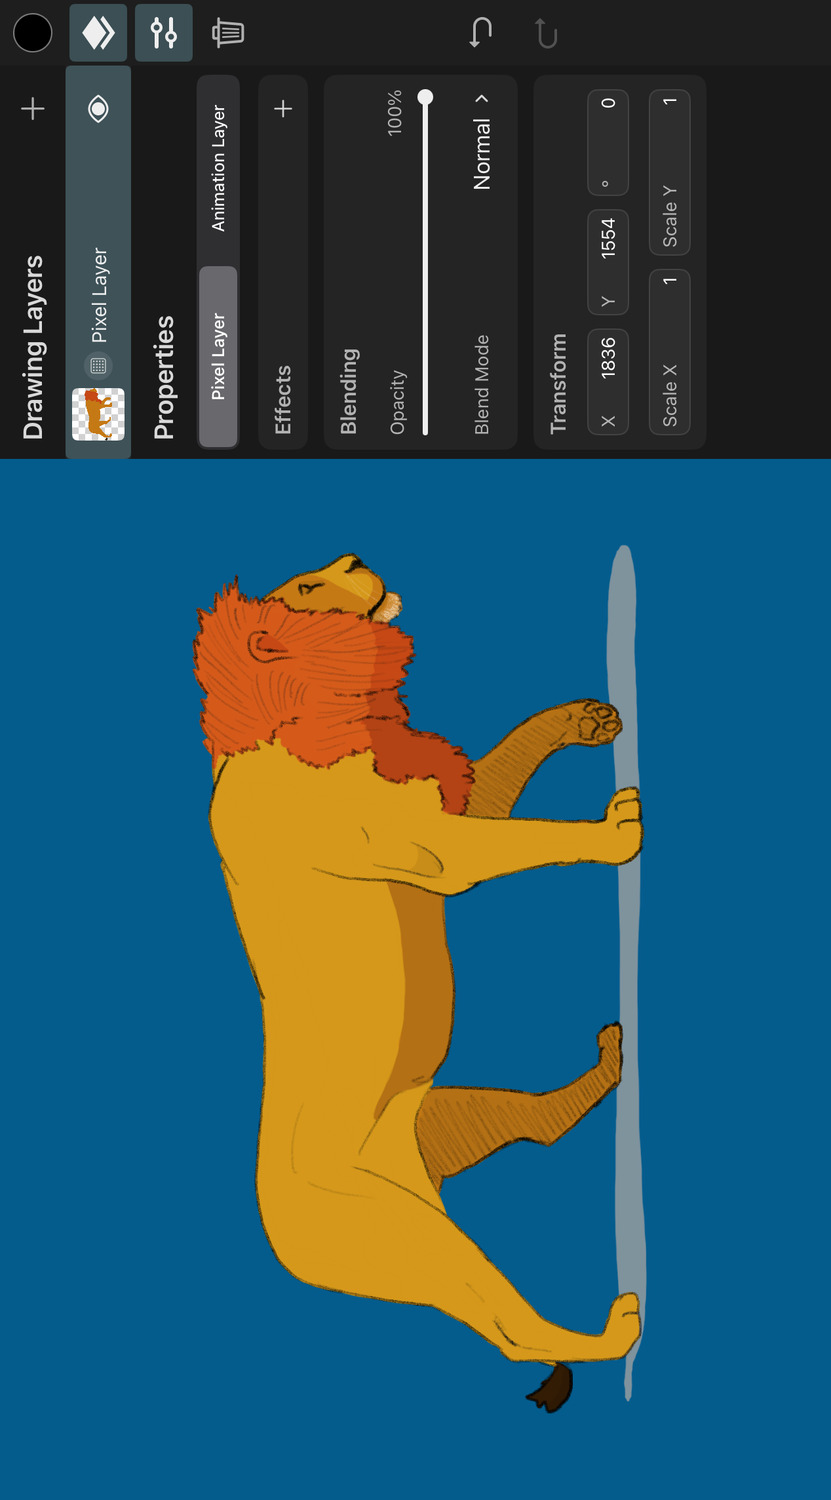 Drawing Layers
Pixel Layer
Properties
Pixel Layer Animation Layer
Effects
Blending
Opacity 100%
Blend Mode Normal
Transform
X 1836 Y 1554 ° 0
Scale X 1 Scale Y 1